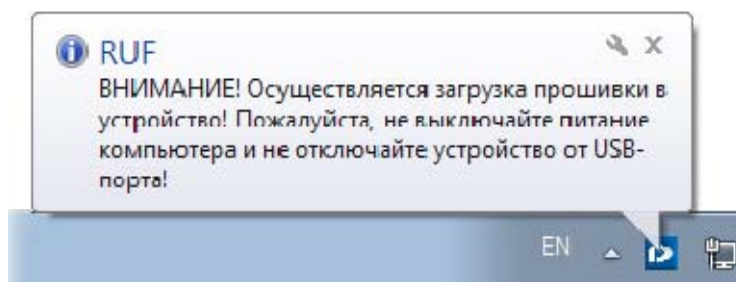 RUF
ВНИМАНИЕ! Осуществляется загрузка прошивки в
устройство! Пожалуйста, не выключайте питание
компьютера и не отключайте устройство от USB-
порта!
EN